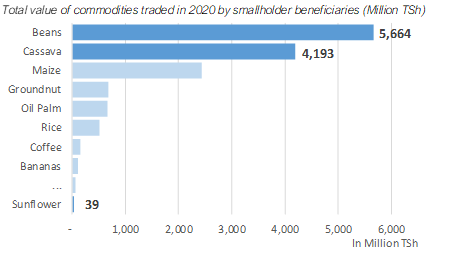 Total value of commodities traded in 2020 by smallholder beneficiaries (Million TSh)
Beans 5,664
Cassava 4,193
Maize
Groundnut
Oil Palm
Rice
Coffee
Bananas
...
Sunflower 39
- 1,000 2,000 3,000 4,000 5,000 6,000
In Million TSh